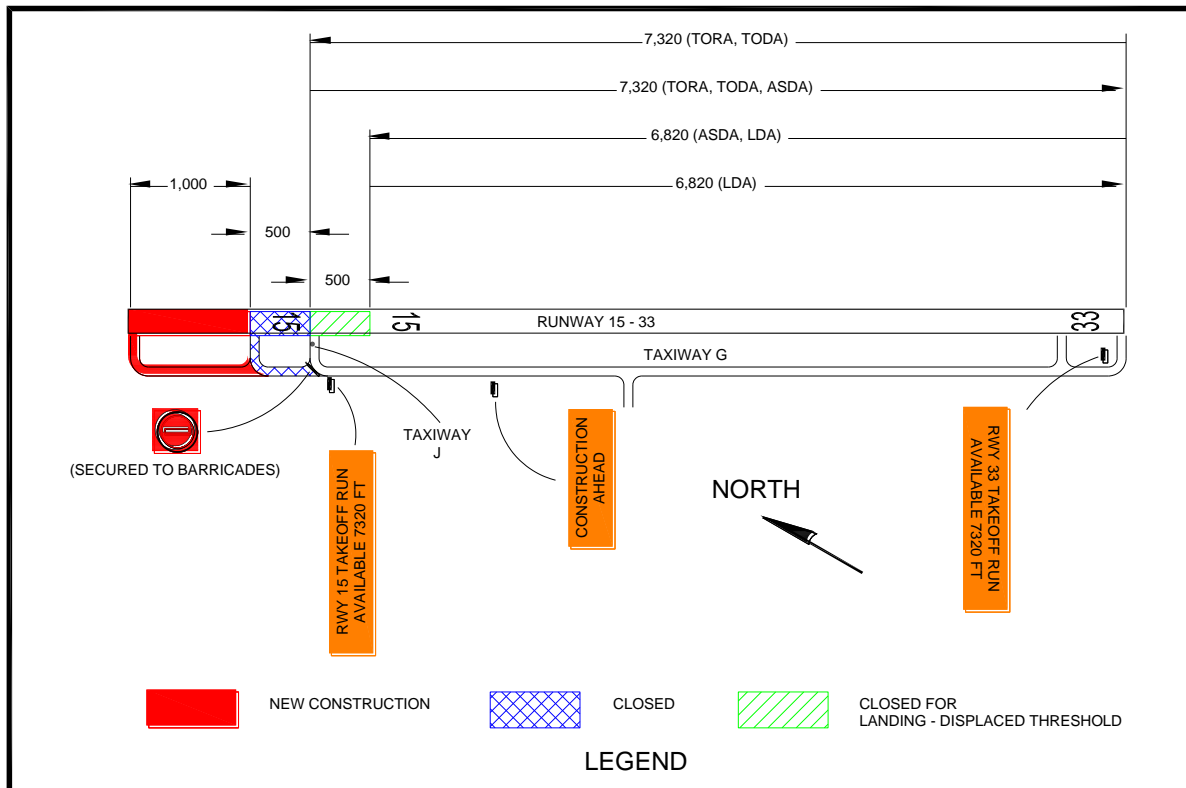 7,320 (TORA, TODA)
7,320 (TORA, TODA, ASDA)
6,820 (ASDA, LDA)
1,000
6,820 (LDA)
500
500
15
15
RUNWAY 15 - 33
33
TAXIWAY G
TAXIWAY
J
(SECURED TO BARRICADES)
RWY 15 TAKEOFF RUN
AVAILABLE 7320 FT
CONSTRUCTION
AHEAD
NORTH
RWY 33 TAKEOFF RUN
AVAILABLE 7320 FT
NEW CONSTRUCTION
CLOSED
CLOSED FOR
LANDING - DISPLACED THRESHOLD
LEGEND